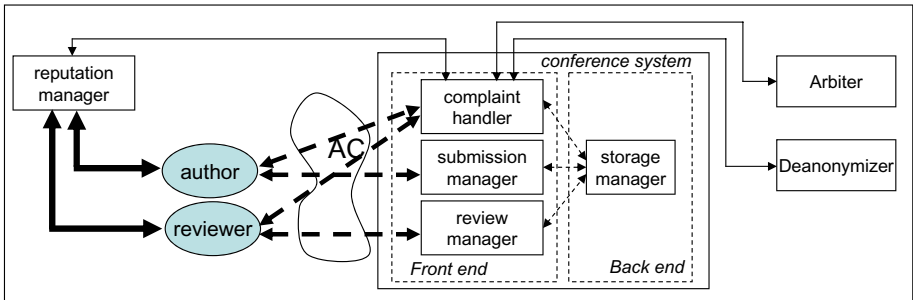 conference system
reputation
manager
complaint
handler
Arbiter
AC
author
submission
manager
storage
manager
Deanonymizer
reviewer
review
manager
Front end
Back end